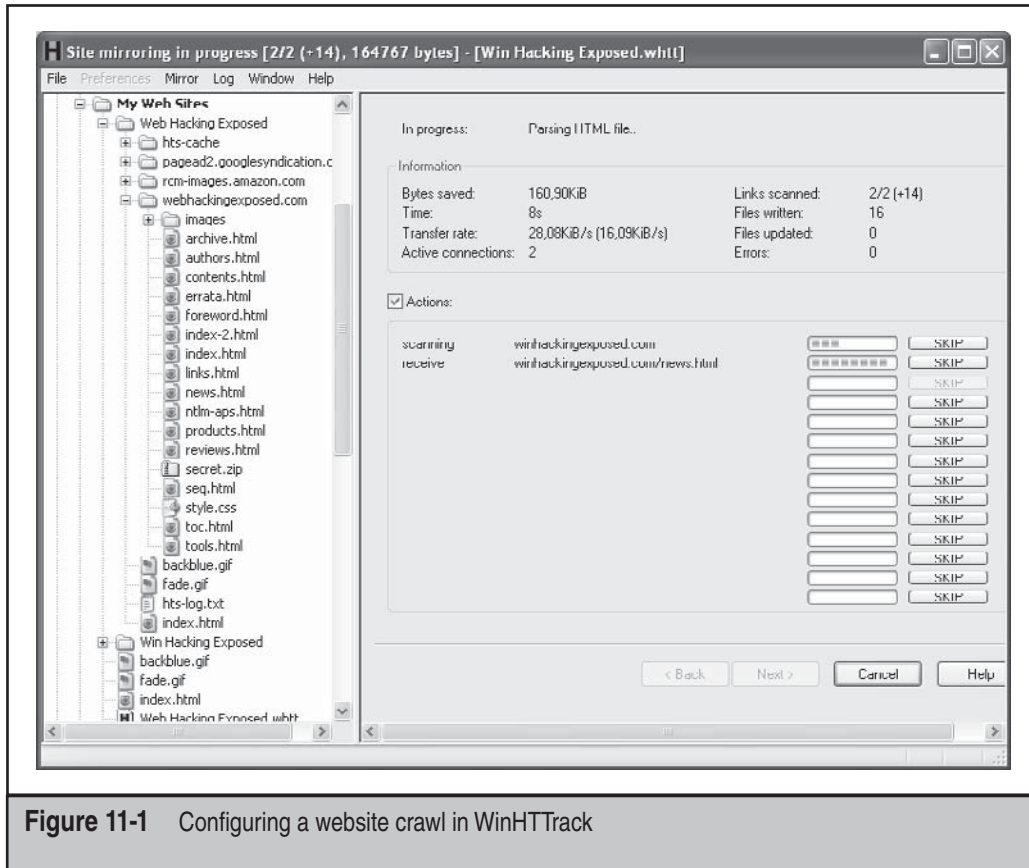 Site mirroring in progress [2/2 (+14), 164767 bytes] - [Win Hacking Exposed.whtt]
File Preferences Mirror Log Window Help
My Web Sites
Web Hacking Exposed
hts-cache
pagead2.googlesyndication.c
rcm-images.amazon.com
webhackingexposed.com
images
archive.html
authors.html
contents.html
errata.html
foreword.html
index-2.html
index.html
links.html
news.html
ntlm-aps.html
products.html
reviews.html
secret.zip
seq.html
style.css
toc.html
tools.html
backblue.gif
fade.gif
hts-log.txt
index.html
Win Hacking Exposed
backblue.gif
fade.gif
index.html
Web Hacking Exposed.whtt
In progress: Parsing HTML file..
Information
Bytes saved: 160,90KiB Links scanned: 2/2 (+14)
Time: 8s Files written: 16
Transfer rate: 28,08KiB/s (16,09KiB/s) Files updated: 0
Active connections: 2 Errors: 0
Actions:
scanning winhackingexposed.com SKIP
receive winhackingexposed.com/news.html SKIP
SKIP
SKIP
SKIP
SKIP
SKIP
SKIP
SKIP
SKIP
SKIP
SKIP
SKIP
SKIP
< Back Next > Cancel Help
Figure 11-1 Configuring a website crawl in WinHTTrack